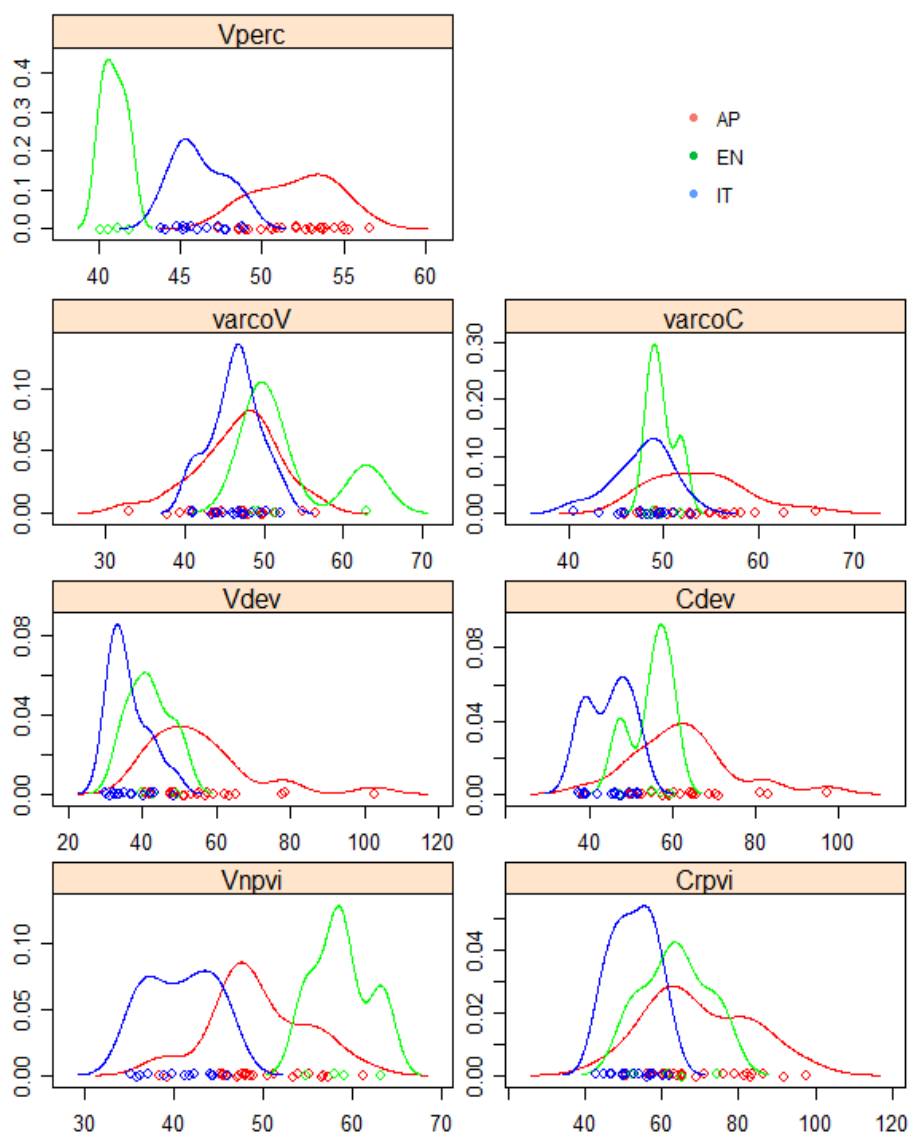 Vperc
0.0 0.1 0.2 0.3 0.4
40 45 50 55 60
AP
EN
IT
varcoV
0.00 0.05 0.10
30 40 50 60 70
varcoC
0.00 0.10 0.20 0.30
40 50 60 70
Vdev
0.00 0.04 0.08
20 40 60 80 100 120
Cdev
0.00 0.04 0.08
40 60 80 100
Vnpvi
0.00 0.05 0.10
30 40 50 60 70
Crpvi
0.00 0.02 0.04
40 60 80 100 120